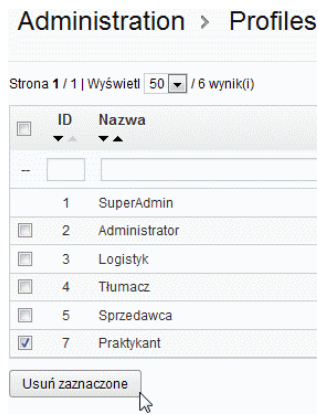 Administration > Profiles
Strona 1 / 1 | Wyświetl 50 / 6 wynik(i)
ID Nazwa
--
1 SuperAdmin
2 Administrator
3 Logistyk
4 Tłumacz
5 Sprzedawca
7 Praktykant
Usuń zaznaczone